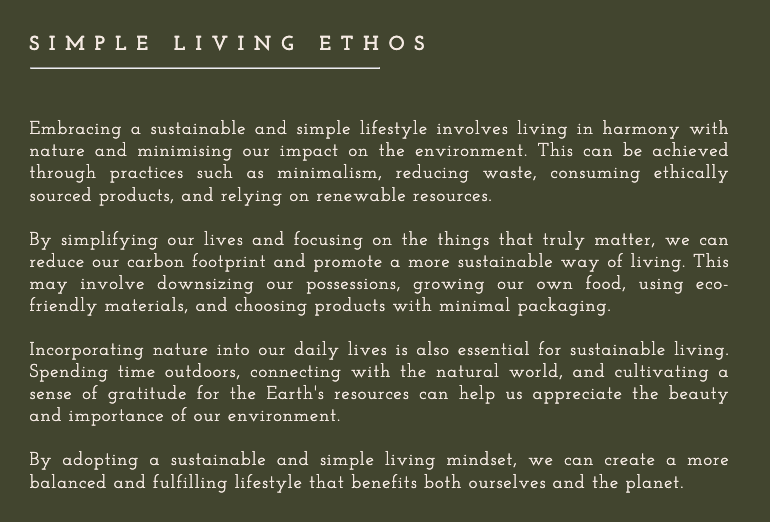 SIMPLE LIVING ETHOS
Embracing a sustainable and simple lifestyle involves living in harmony with
nature and minimising our impact on the environment. This can be achieved
through practices such as minimalism, reducing waste, consuming ethically
sourced products, and relying on renewable resources.
By simplifying our lives and focusing on the things that truly matter, we can
reduce our carbon footprint and promote a more sustainable way of living. This
may involve downsizing our possessions, growing our own food, using eco-
friendly materials, and choosing products with minimal packaging.
Incorporating nature into our daily lives is also essential for sustainable living.
Spending time outdoors, connecting with the natural world, and cultivating a
sense of gratitude for the Earth's resources can help us appreciate the beauty
and importance of our environment.
By adopting a sustainable and simple living mindset, we can create a more
balanced and fulfilling lifestyle that benefits both ourselves and the planet.